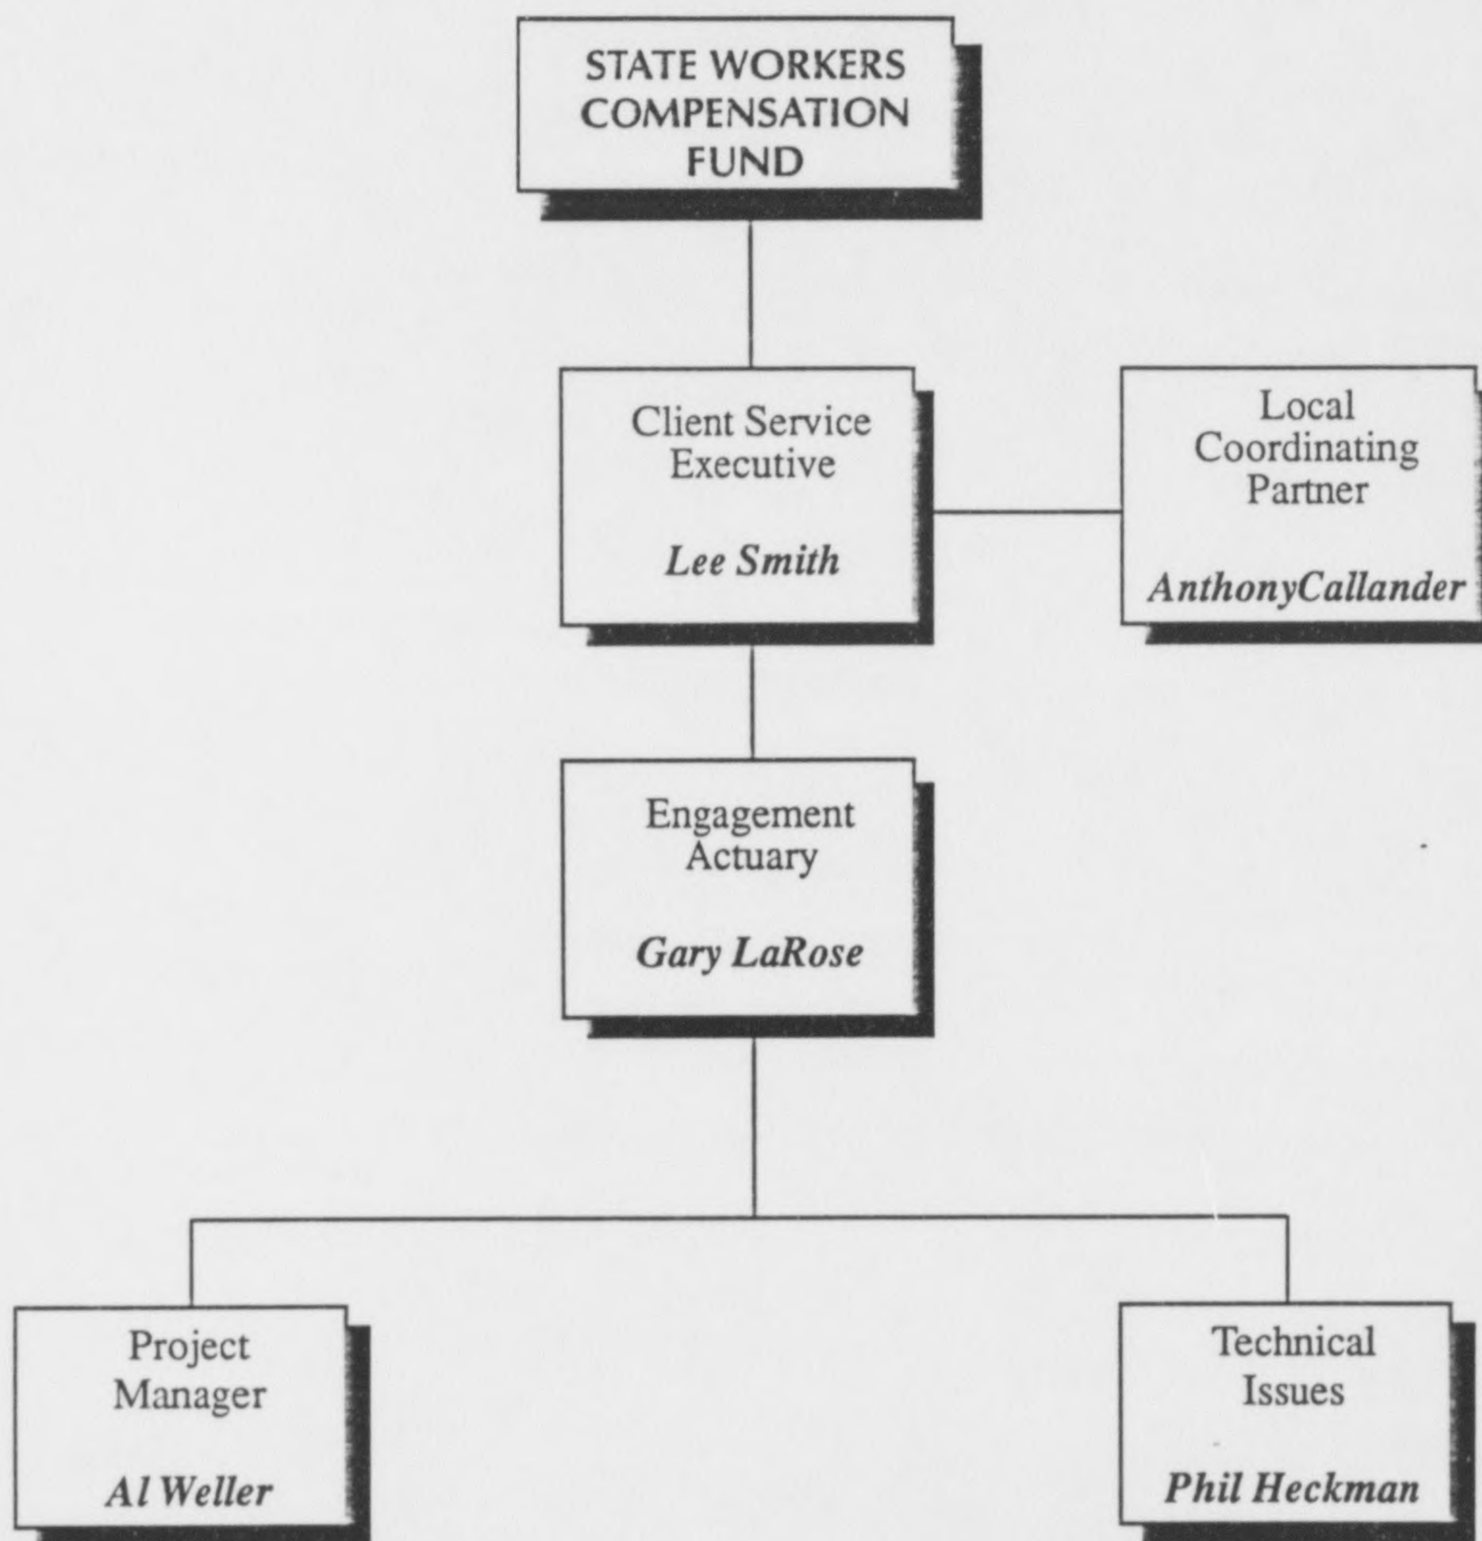 STATE WORKERS
COMPENSATION
FUND
Client Service
Executive
Lee Smith
Local
Coordinating
Partner
AnthonyCallander
Engagement
Actuary
Gary LaRose
Project
Manager
Al Weller
Technical
Issues
Phil Heckman